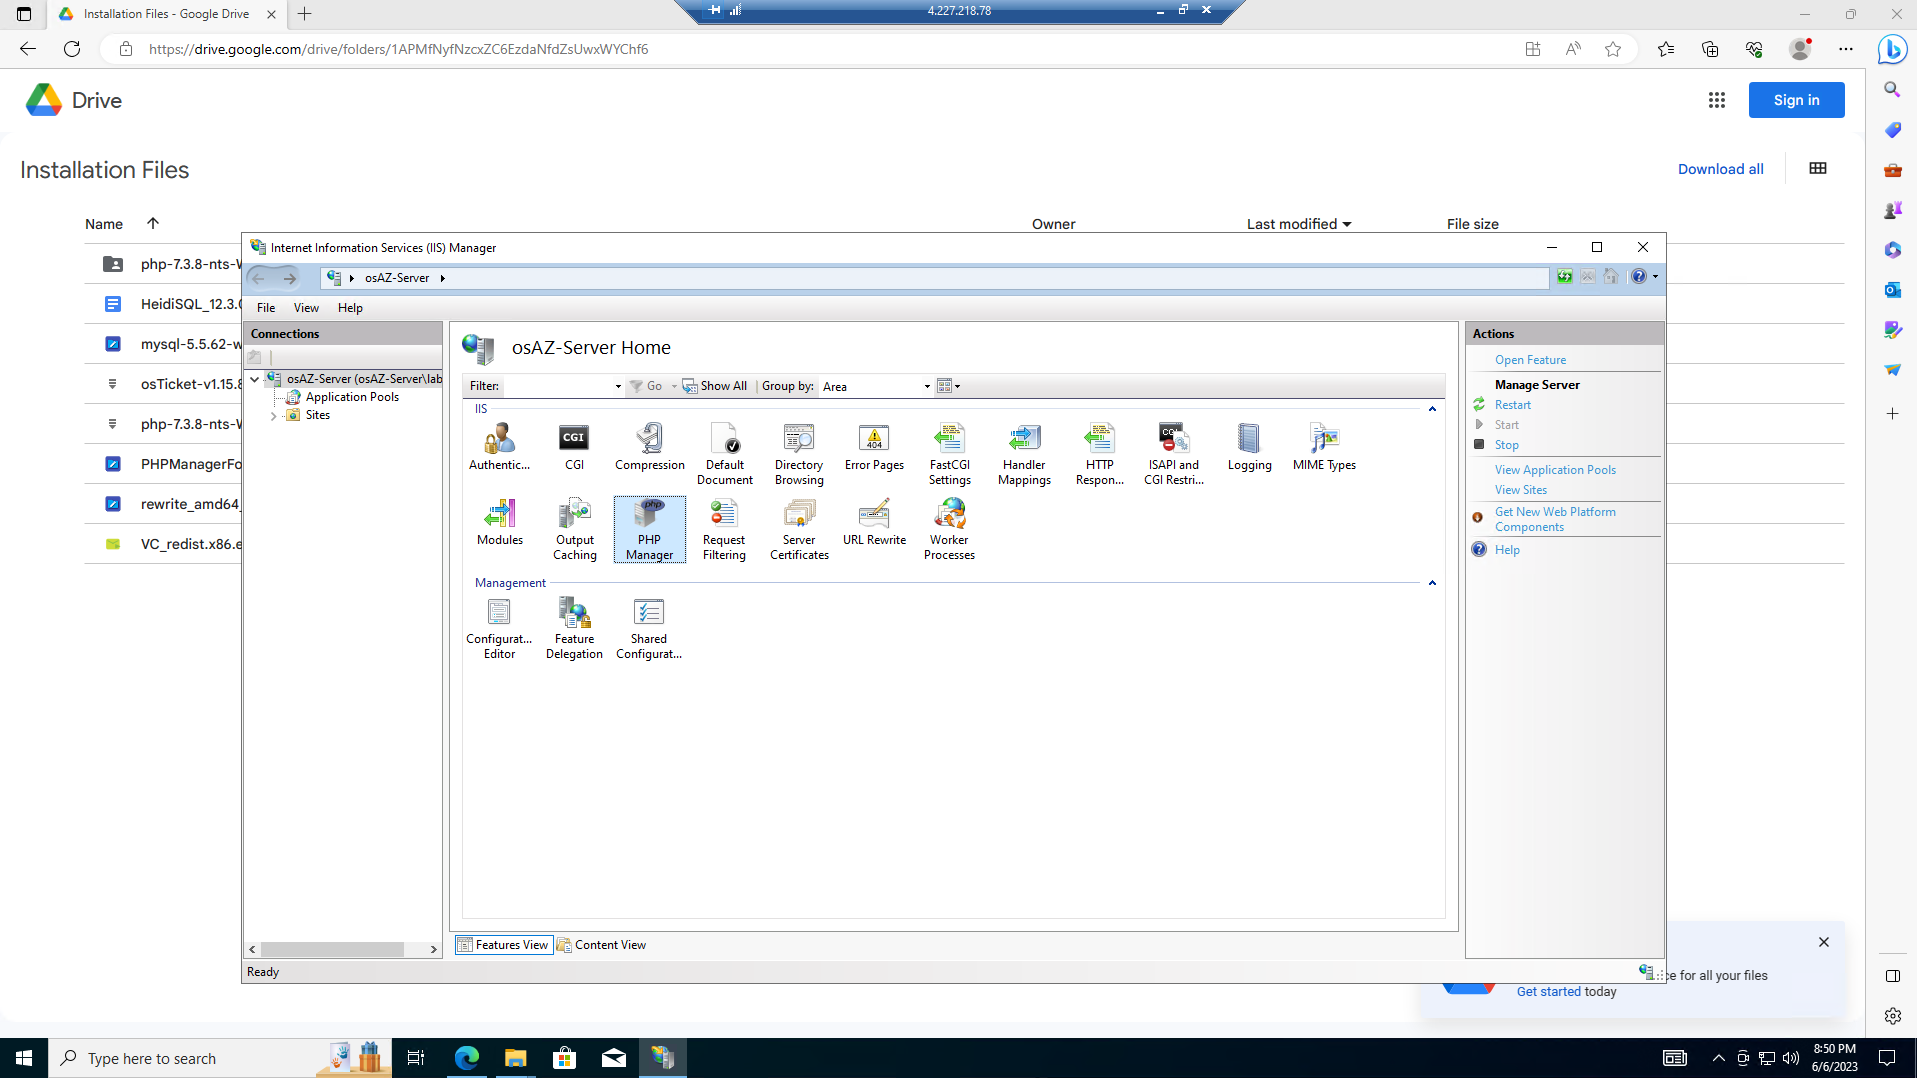 Installation Files - Google Drive
4.227.218.78
https://drive.google.com/drive/folders/1APMfNyfNzcxZC6EzdaNfdZsUwxWYChf6
Drive
Sign in
Installation Files
Download all
Name
Owner
Last modified
File size
php-7.3.8-nts-W
HeidiSQL_12.3.0
mysql-5.5.62-w
osTicket-v1.15.8
php-7.3.8-nts-W
PHPManagerFo
rewrite_amd64_
VC_redist.x86.e
Internet Information Services (IIS) Manager
osAZ-Server
File View Help
Connections
osAZ-Server (osAZ-Server\lab
Application Pools
Sites
osAZ-Server Home
Filter:
Go
Show All
Group by:
Area
IIS
Authentic...
CGI
CGI
Compression
Default
Document
Directory
Browsing
404
Error Pages
FastCGI
Settings
Handler
Mappings
HTTP
Respon...
CGI
ISAPI and
CGI Restri...
Logging
MIME Types
Modules
Output
Caching
php
PHP
Manager
Request
Filtering
Server
Certificates
URL Rewrite
Worker
Processes
Management
Configurat...
Editor
Feature
Delegation
Shared
Configurat...
Features View
Content View
Ready
Actions
Open Feature
Manage Server
Restart
Start
Stop
View Application Pools
View Sites
Get New Web Platform
Components
Help
ce for all your files
Get started today
Type here to search
8:50 PM
6/6/2023